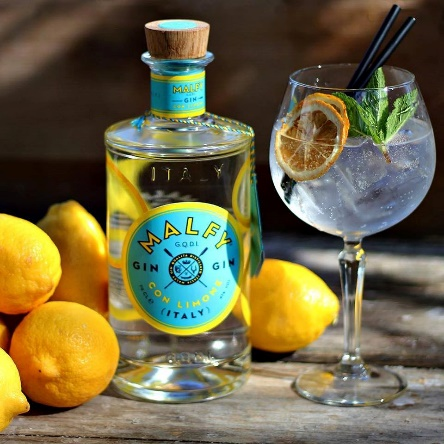 MALFY
GIN
ITALY
MALFY
G.Q.D.I.
GIN GIN
CON LIMONE
(ITALY)